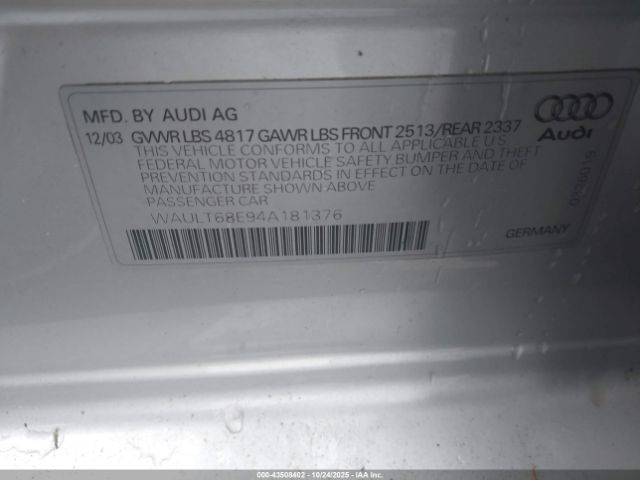 MFD. BY AUDI AG
12/03 GVWR LBS 4817 GAWR LBS FRONT 2513/REAR 2337
THIS VEHICLE CONFORMS TO ALL APPLICABLE U.S.
FEDERAL MOTOR VEHICLE SAFETY BUMPER AND THEFT
PREVENTION STANDARDS IN EFFECT ON THE DATE OF
MANUFACTURE SHOWN ABOVE
PASSENGER CAR
WAULT68E94A181376
Audi
GERMANY
000-43508402 - 10/24/2025 - IAAI.COM